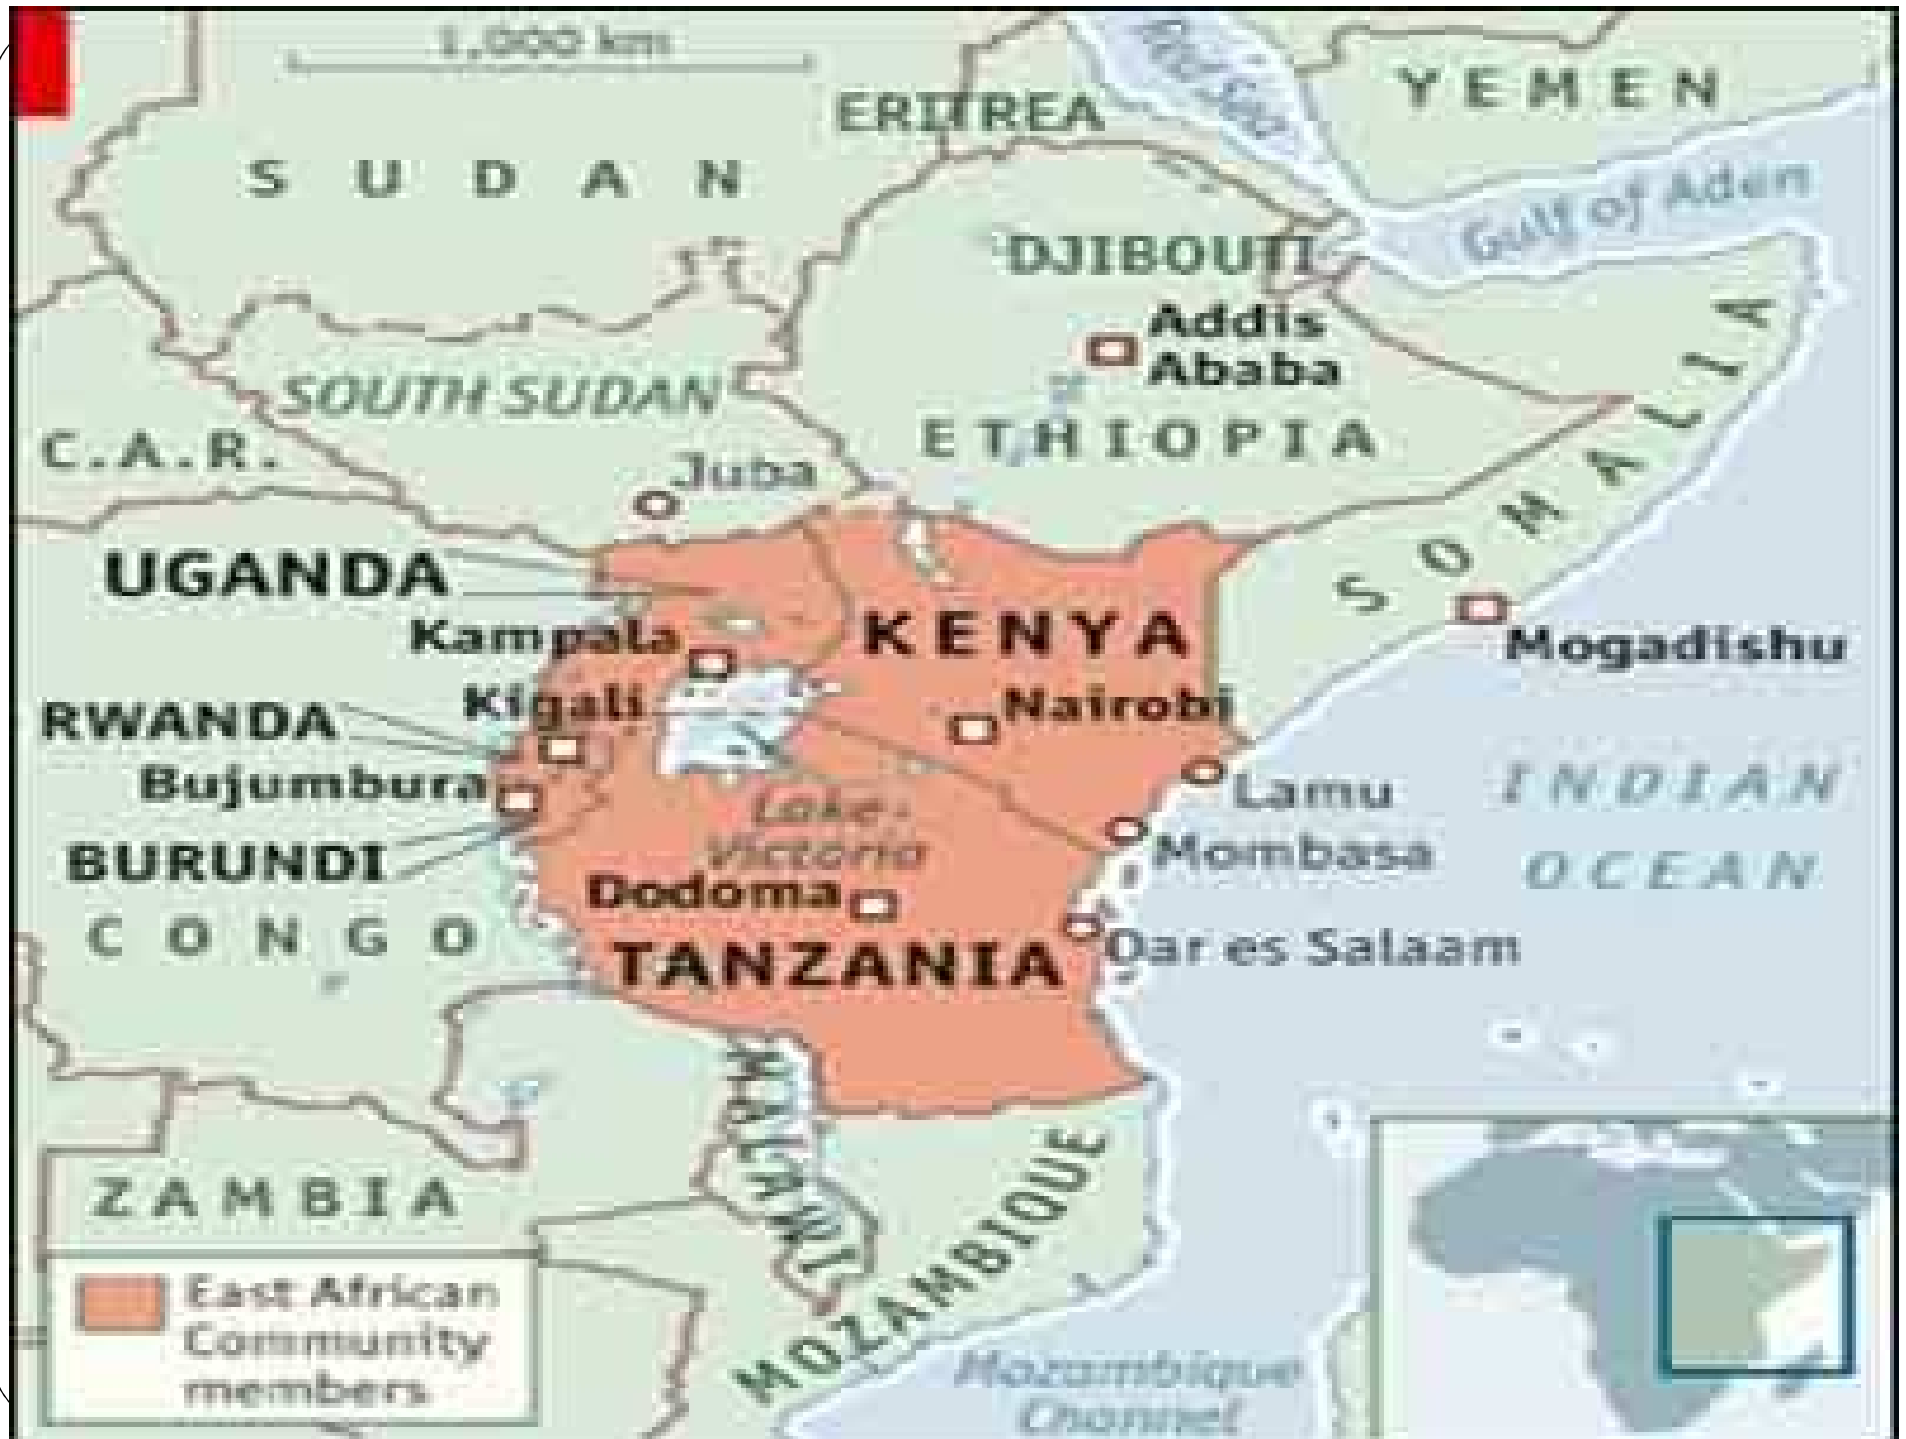 1,000 km
Red Sea
YEMEN
ERITREA
SUDAN
Gulf of Aden
DJIBOUTI
Addis
Ababa
SOUTH SUDAN
ETHIOPIA
SOMALIA
C.A.R.
Juba
UGANDA
KENYA
Kampala
Mogadishu
Kigali
Nairobi
RWANDA
Bujumbura
Lamu
INDIAN
OCEAN
Lake
Victoria
Mombasa
BURUNDI
Dodoma
CONGO
TANZANIA
Dar es Salaam
MALAWI
ZAMBIA
MOZAMBIQUE
East African
Community
members
Mozambique
Channel